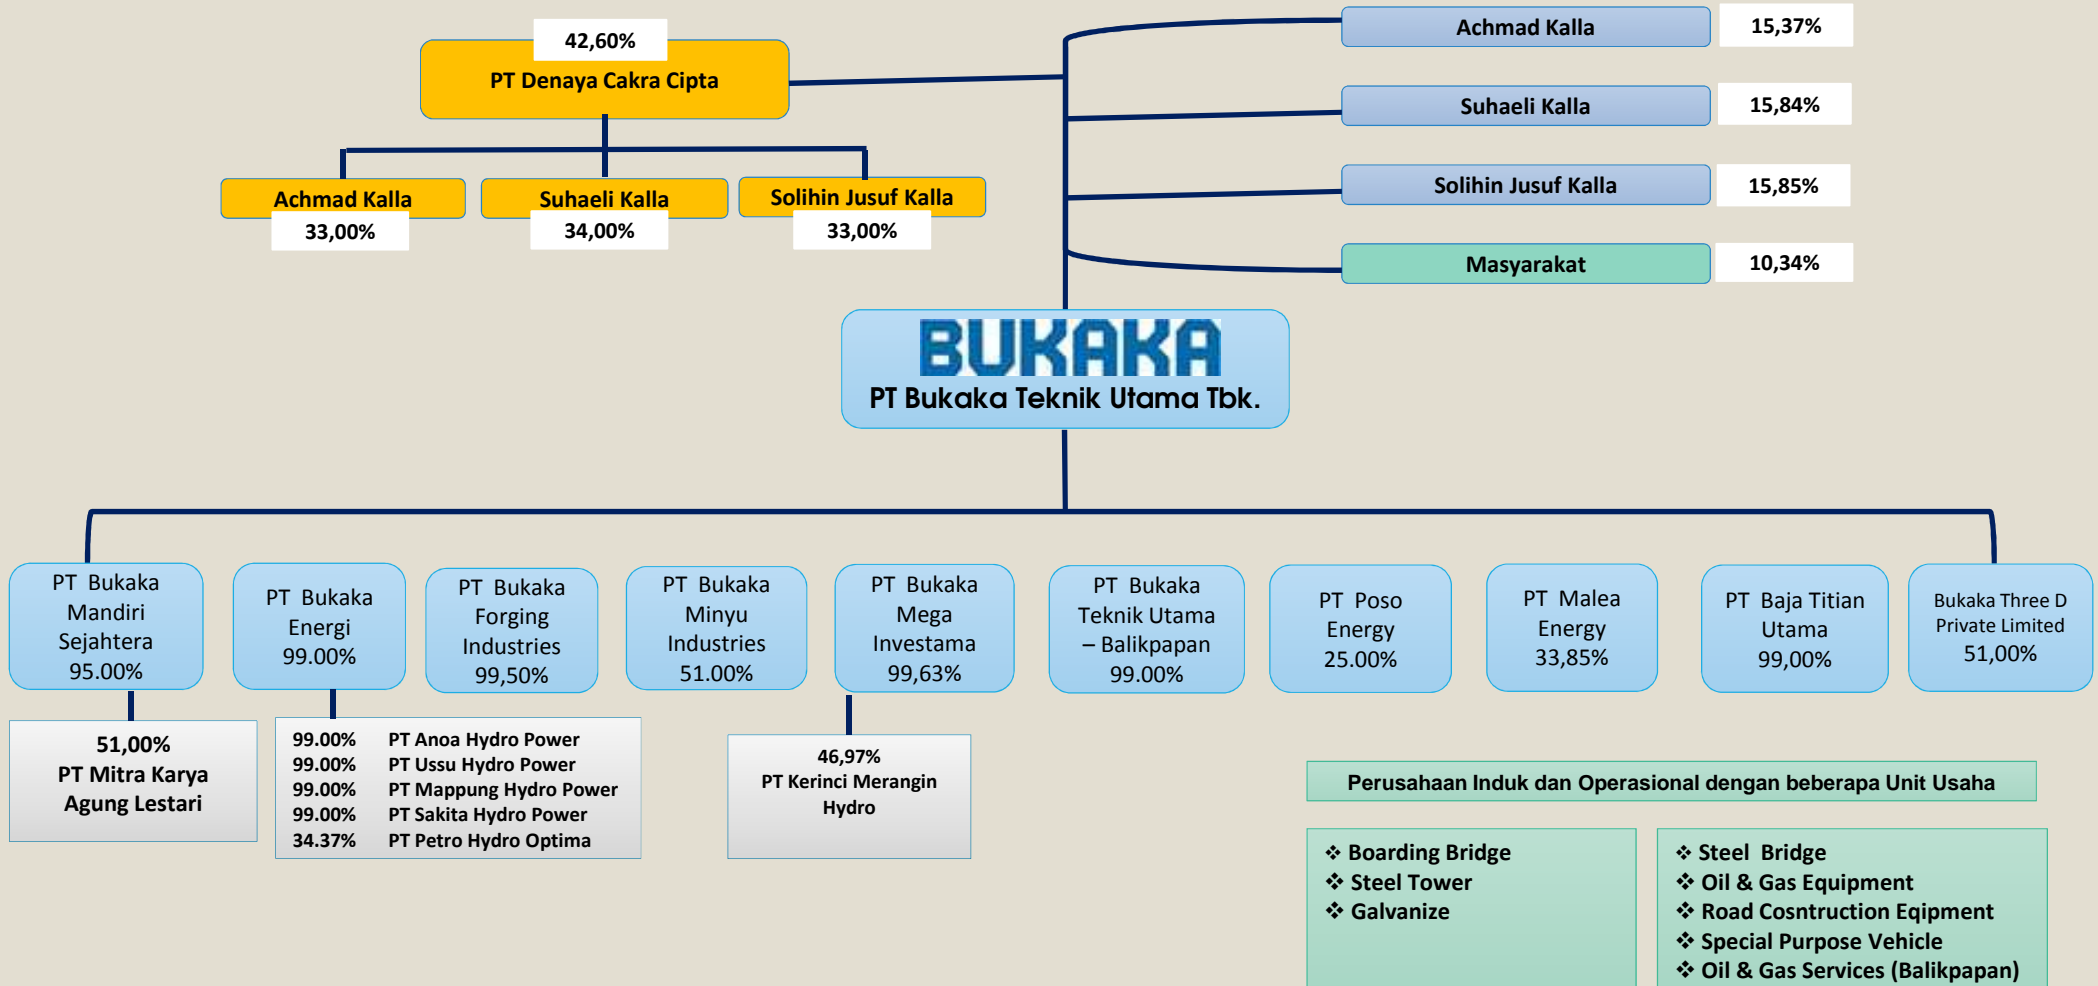 42,60%
PT Denaya Cakra Cipta
Achmad Kalla
33,00%
Suhaeli Kalla
34,00%
Solihin Jusuf Kalla
33,00%
Achmad Kalla
15,37%
Suhaeli Kalla
15,84%
Solihin Jusuf Kalla
15,85%
Masyarakat
10,34%
BUKAKA
PT Bukaka Teknik Utama Tbk.
PT Bukaka
Mandiri
Sejahtera
95.00%
PT Bukaka
Energi
99.00%
PT Bukaka
Forging
Industries
99,50%
PT Bukaka
Minyu
Industries
51.00%
PT Bukaka
Mega
Investama
99,63%
PT Bukaka
Teknik Utama
– Balikpapan
99.00%
PT Poso
Energy
25.00%
PT Malea
Energy
33,85%
PT Baja Titian
Utama
99,00%
Bukaka Three D
Private Limited
51,00%
51,00%
PT Mitra Karya
Agung Lestari
99.00% PT Anoa Hydro Power
99.00% PT Ussu Hydro Power
99.00% PT Mappung Hydro Power
99.00% PT Sakita Hydro Power
34.37% PT Petro Hydro Optima
46,97%
PT Kerinci Merangin
Hydro
Perusahaan Induk dan Operasional dengan beberapa Unit Usaha
❖ Boarding Bridge
❖ Steel Tower
❖ Galvanize
❖ Steel Bridge
❖ Oil & Gas Equipment
❖ Road Cosntruction Eqipment
❖ Special Purpose Vehicle
❖ Oil & Gas Services (Balikpapan)